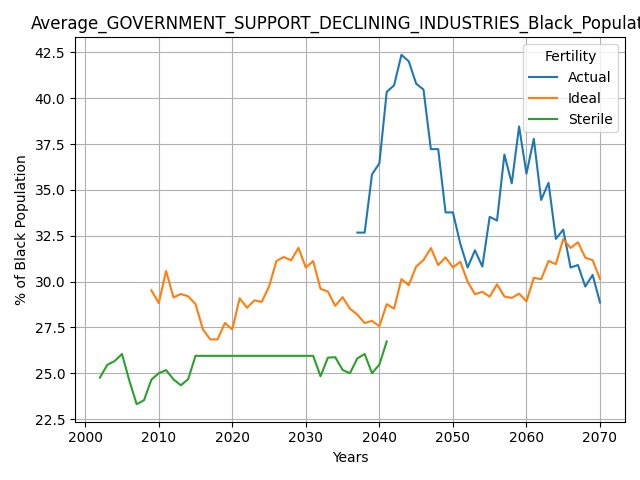 Average_GOVERNMENT_SUPPORT_DECLINING_INDUSTRIES_Black_Populat
Fertility
Actual
Ideal
Sterile
% of Black Population
42.5
40.0
37.5
35.0
32.5
30.0
27.5
25.0
22.5
2000 2010 2020 2030 2040 2050 2060 2070
Years